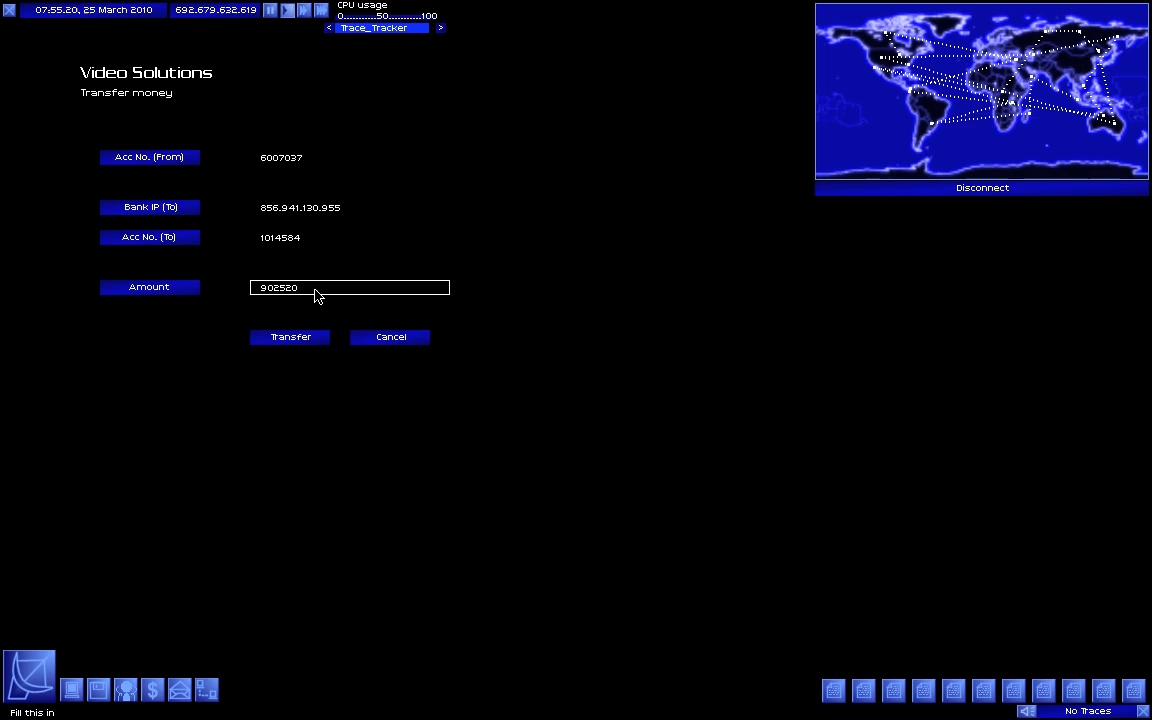 07:55.20, 25 March 2010
692.679.632.619
CPU usage
0...........50...........100
< Trace_Tracker >
Video Solutions
Transfer money
Acc No. (From) 6007037
Bank IP (To) 856.941.130.955
Acc No. (To) 1014584
Amount 902520
Transfer Cancel
Disconnect
Fill this in
No Traces